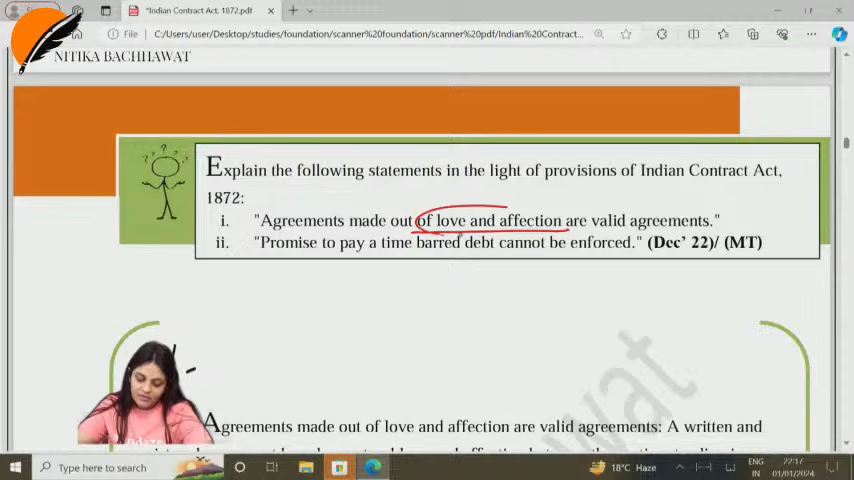 *Indian Contract Act, 1872.pdf
File C:/Users/user/Desktop/studies/foundation/scanner%20foundation/scanner%20pdf/Indian%20Contract...
NITIKA BACHHAWAT
Explain the following statements in the light of provisions of Indian Contract Act,
1872:
i. "Agreements made out of love and affection are valid agreements."
ii. "Promise to pay a time barred debt cannot be enforced." (Dec' 22)/ (MT)
Agreements made out of love and affection are valid agreements: A written and
Type here to search
18°C Haze
ENG
IN
22:17
01/01/2024